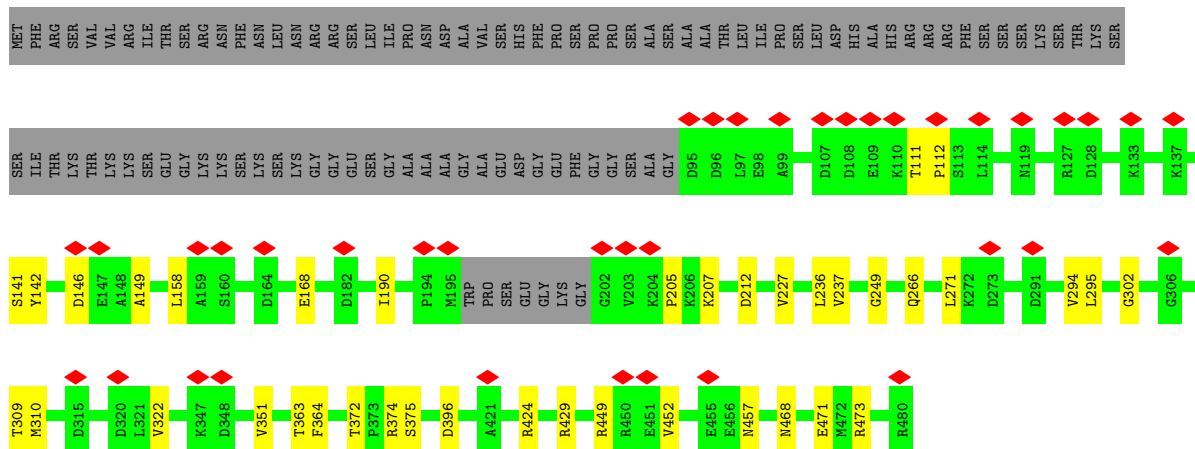 MET PHE ARG SER VAL VAL ARG ILE THR SER ARG ASN PHE ASN LEU ASN ARG ARG SER LEU ILE PRO ASN ASP ALA VAL SER HIS PHE PRO SER PRO PRO SER ALA SER ALA ALA THR LEU ILE PRO SER LEU ASP HIS ALA HIS ARG ARG ARG PHE SER SER SER LYS SER THR LYS SER
SER ILE THR LYS THR LYS LYS SER GLU GLY LYS LYS SER LYS SER LYS GLY GLY GLU SER GLY ALA ALA ALA GLY ALA GLU ASP GLY GLU PHE GLY GLY SER ALA GLY D95 D96 L97 E98 A99 D107 D108 E109 K110 T111 P112 S113 L114 N119 R127 D128 K133 K137
S141 Y142 D146 E147 A148 A149 L158 A159 S160 D164 E168 D182 I190 P194 M195 TRP PRO SER GLU GLY LYS GLY G202 V203 K204 P205 K206 K207 D212 V227 L236 V237 G249 Q266 L271 K272 D273 D291 V294 L295 G302 G306
T309 M310 D315 D320 L321 V322 K347 D348 V351 T363 F364 T372 P373 R374 S375 D396 A421 R424 R429 R449 R450 E451 V452 E455 E456 N457 N468 E471 M472 R473 R480